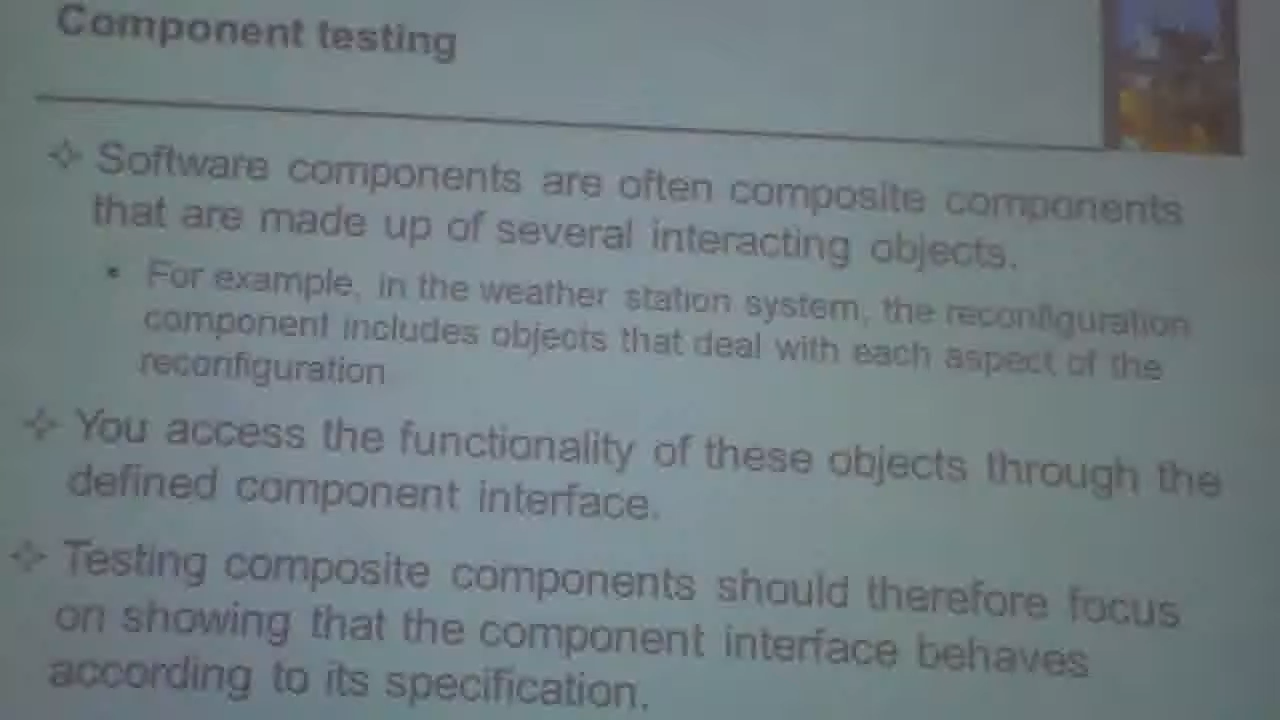 Component testing
✧ Software components are often composite components
that are made up of several interacting objects.
▪ For example, in the weather station system, the reconfiguration
component includes objects that deal with each aspect of the
reconfiguration
✧ You access the functionality of these objects through the
defined component interface.
✧ Testing composite components should therefore focus
on showing that the component interface behaves
according to its specification.